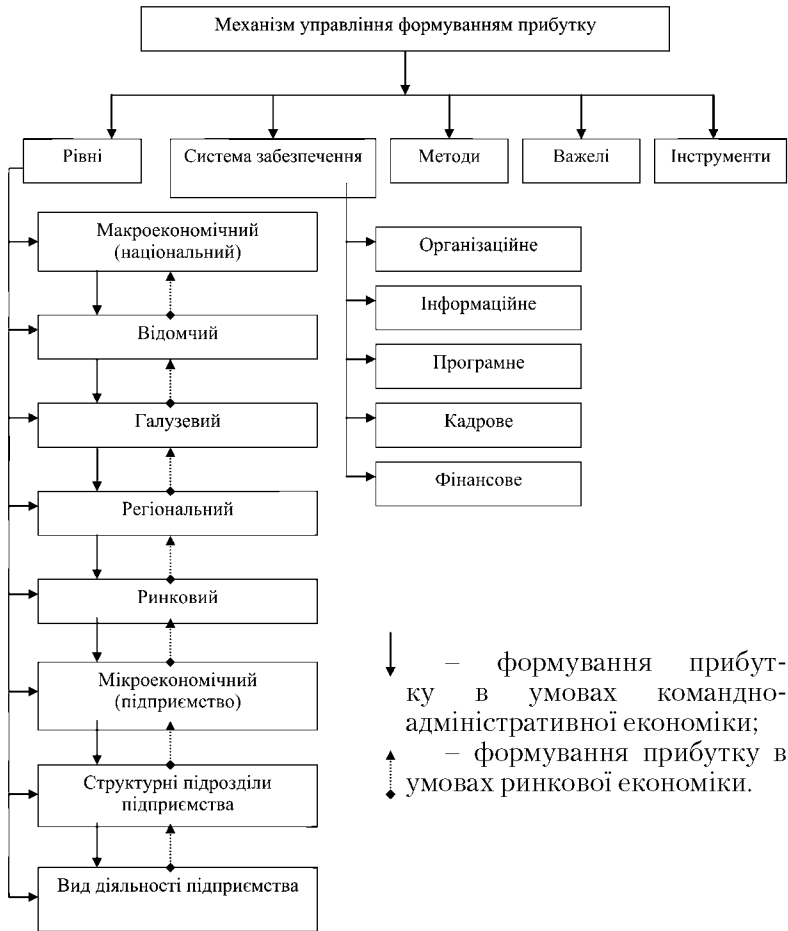 Механізм управління формуванням прибутку
Рівні
Система забезпечення
Методи
Важелі
Інструменти
Макроекономічний
(національний)
Відомчий
Галузевий
Регіональний
Ринковий
Мікроекономічний
(підприємство)
Структурні підрозділи
підприємства
Вид діяльності підприємства
Організаційне
Інформаційне
Програмне
Кадрове
Фінансове
– формування прибут-
ку в умовах командно-
адміністративної економіки;
– формування прибутку в
умовах ринкової економіки.